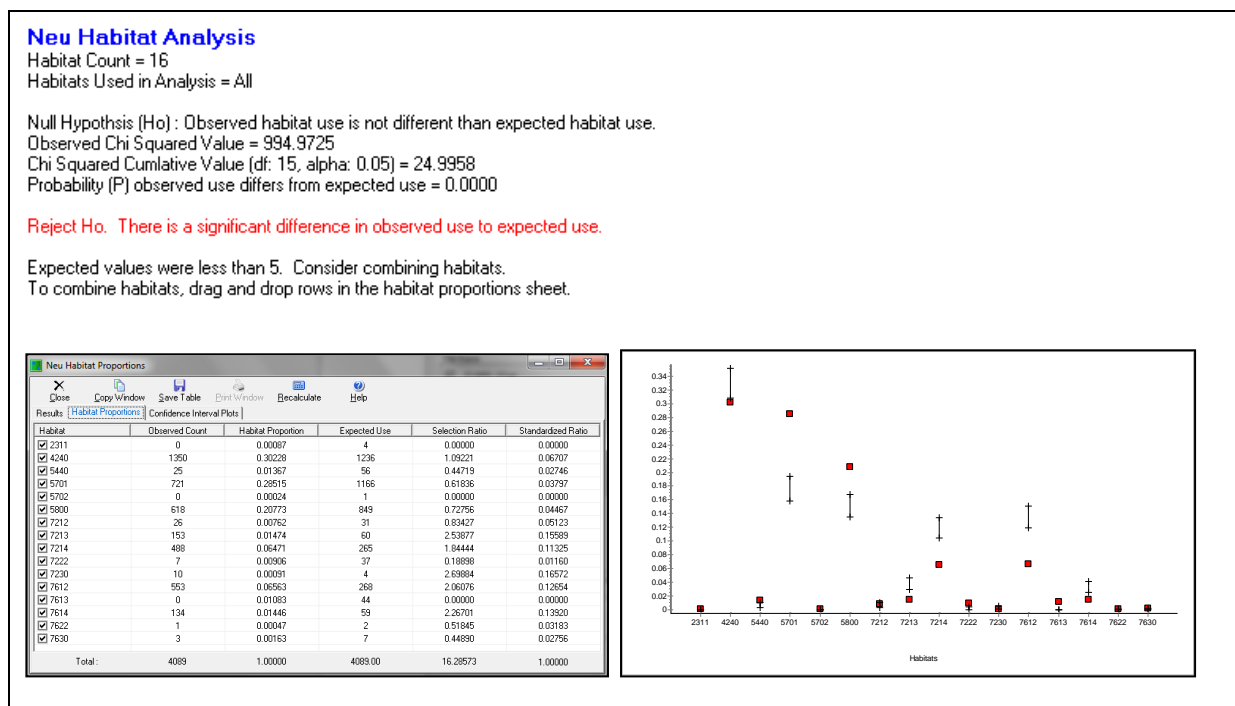 Neu Habitat Analysis
Habitat Count = 16
Habitats Used in Analysis = All
Null Hypothsis (Ho) : Observed habitat use is not different than expected habitat use.
Observed Chi Squared Value = 994.9725
Chi Squared Cumlative Value (df: 15, alpha: 0.05) = 24.9958
Probability (P) observed use differs from expected use = 0.0000
Reject Ho. There is a significant difference in observed use to expected use.
Expected values were less than 5. Consider combining habitats.
To combine habitats, drag and drop rows in the habitat proportions sheet.
Neu Habitat Proportions
Close Copy Window Save Table Print Window Recalculate Help
Results Habitat Proportions Confidence Interval Plots
Habitat Observed Count Habitat Proportion Expected Use Selection Ratio Standardized Ratio
2311 0 0.00087 4 0.00000 0.00000
4240 1350 0.30228 1236 1.09221 0.06707
5440 25 0.01367 56 0.44719 0.02746
5701 721 0.28515 1166 0.61836 0.03797
5702 0 0.00024 1 0.00000 0.00000
5800 618 0.20773 849 0.72756 0.04467
7212 26 0.00762 31 0.83427 0.05123
7213 153 0.01474 60 2.53877 0.15589
7214 488 0.06471 265 1.84444 0.11325
7222 7 0.00906 37 0.18898 0.01160
7230 10 0.00091 4 2.69884 0.16572
7612 553 0.06563 268 2.06076 0.12654
7613 0 0.01083 44 0.00000 0.00000
7614 134 0.01446 59 2.26701 0.13920
7622 1 0.00047 2 0.51845 0.03183
7630 3 0.00163 7 0.44890 0.02756
Total : 4089 1.00000 4089.00 16.28573 1.00000
0.34
0.32
0.3
0.28
0.26
0.24
0.22
0.2
0.18
0.16
0.14
0.12
0.1
0.08
0.06
0.04
0.02
0
2311 4240 5440 5701 5702 5800 7212 7213 7214 7222 7230 7612 7613 7614 7622 7630
Habitats